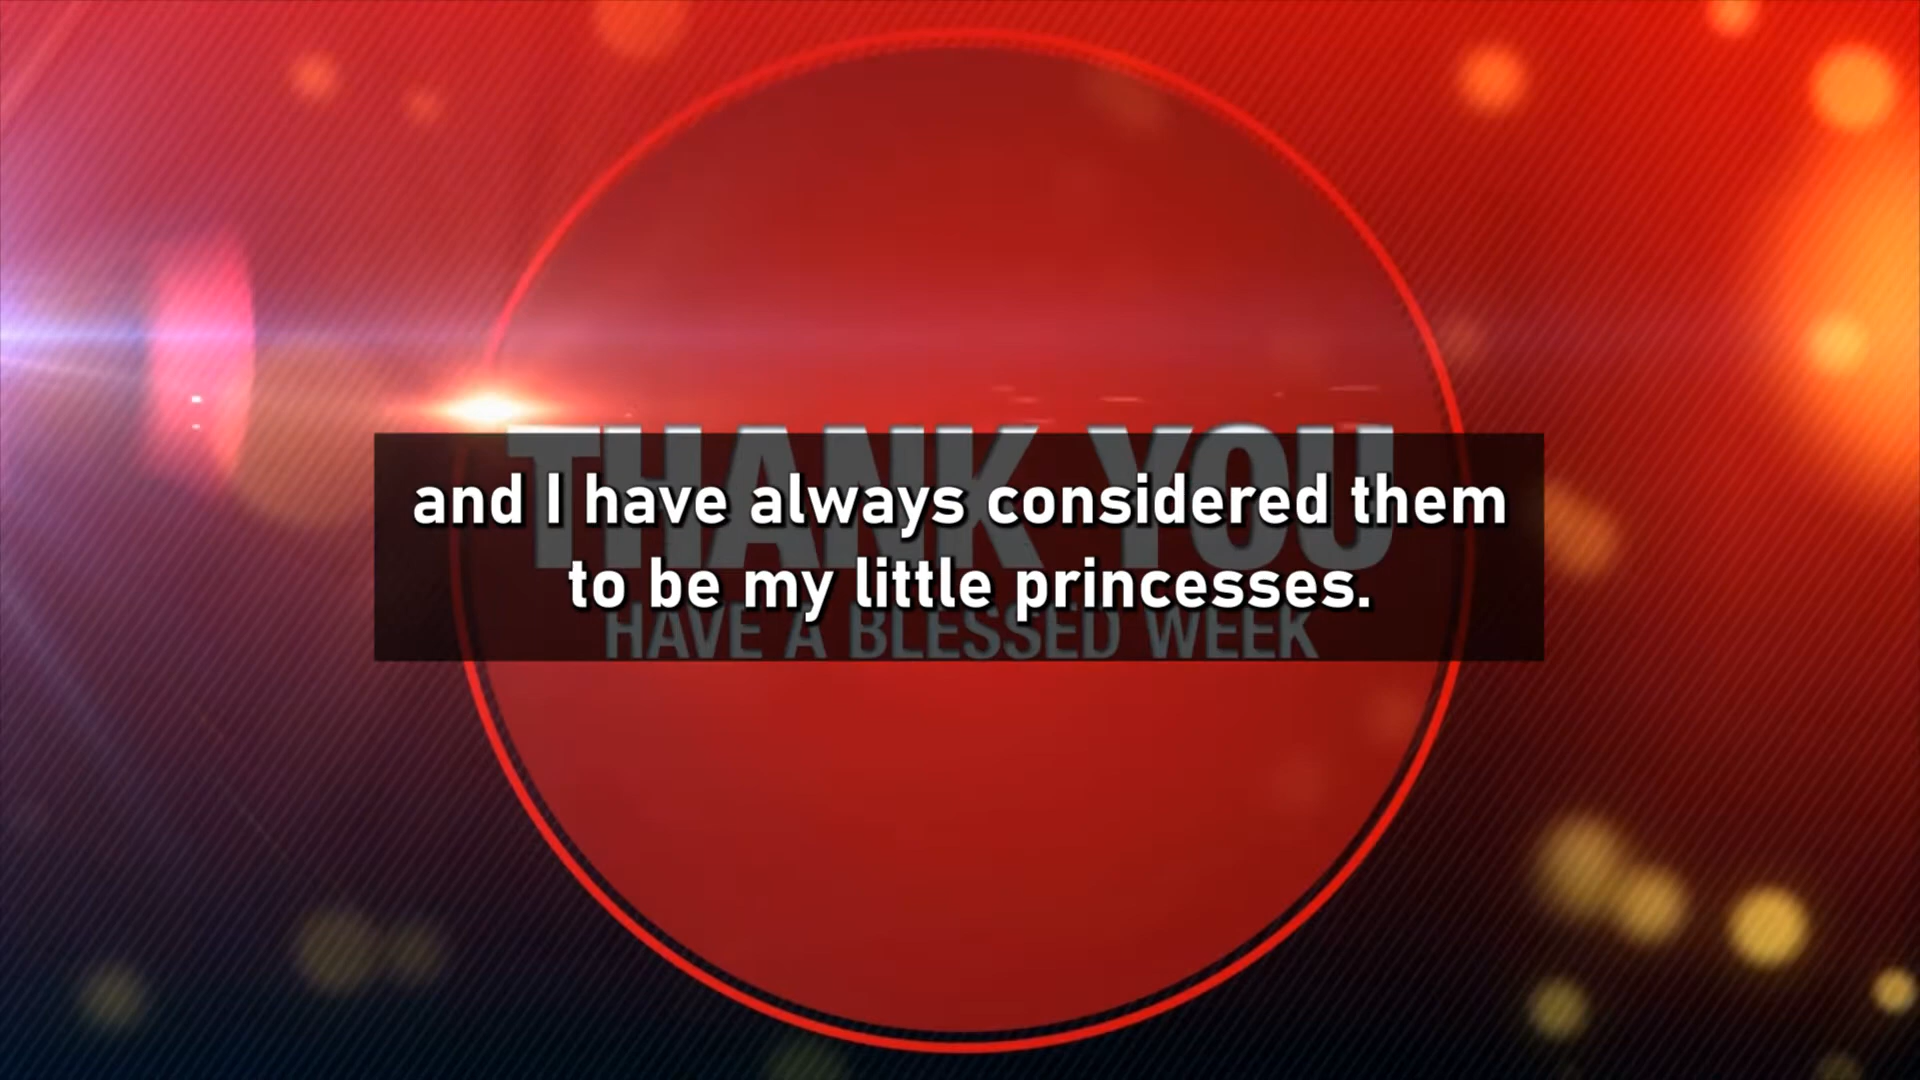 THANK YOU
and I have always considered them
to be my little princesses.
HAVE A BLESSED WEEK